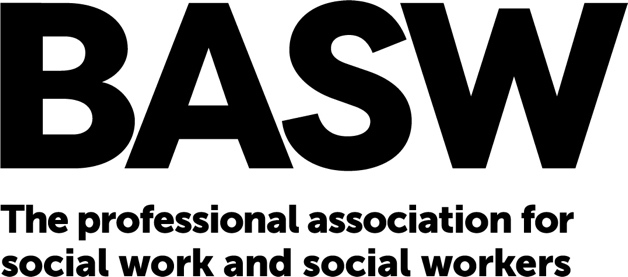 BASW
The professional association for
social work and social workers